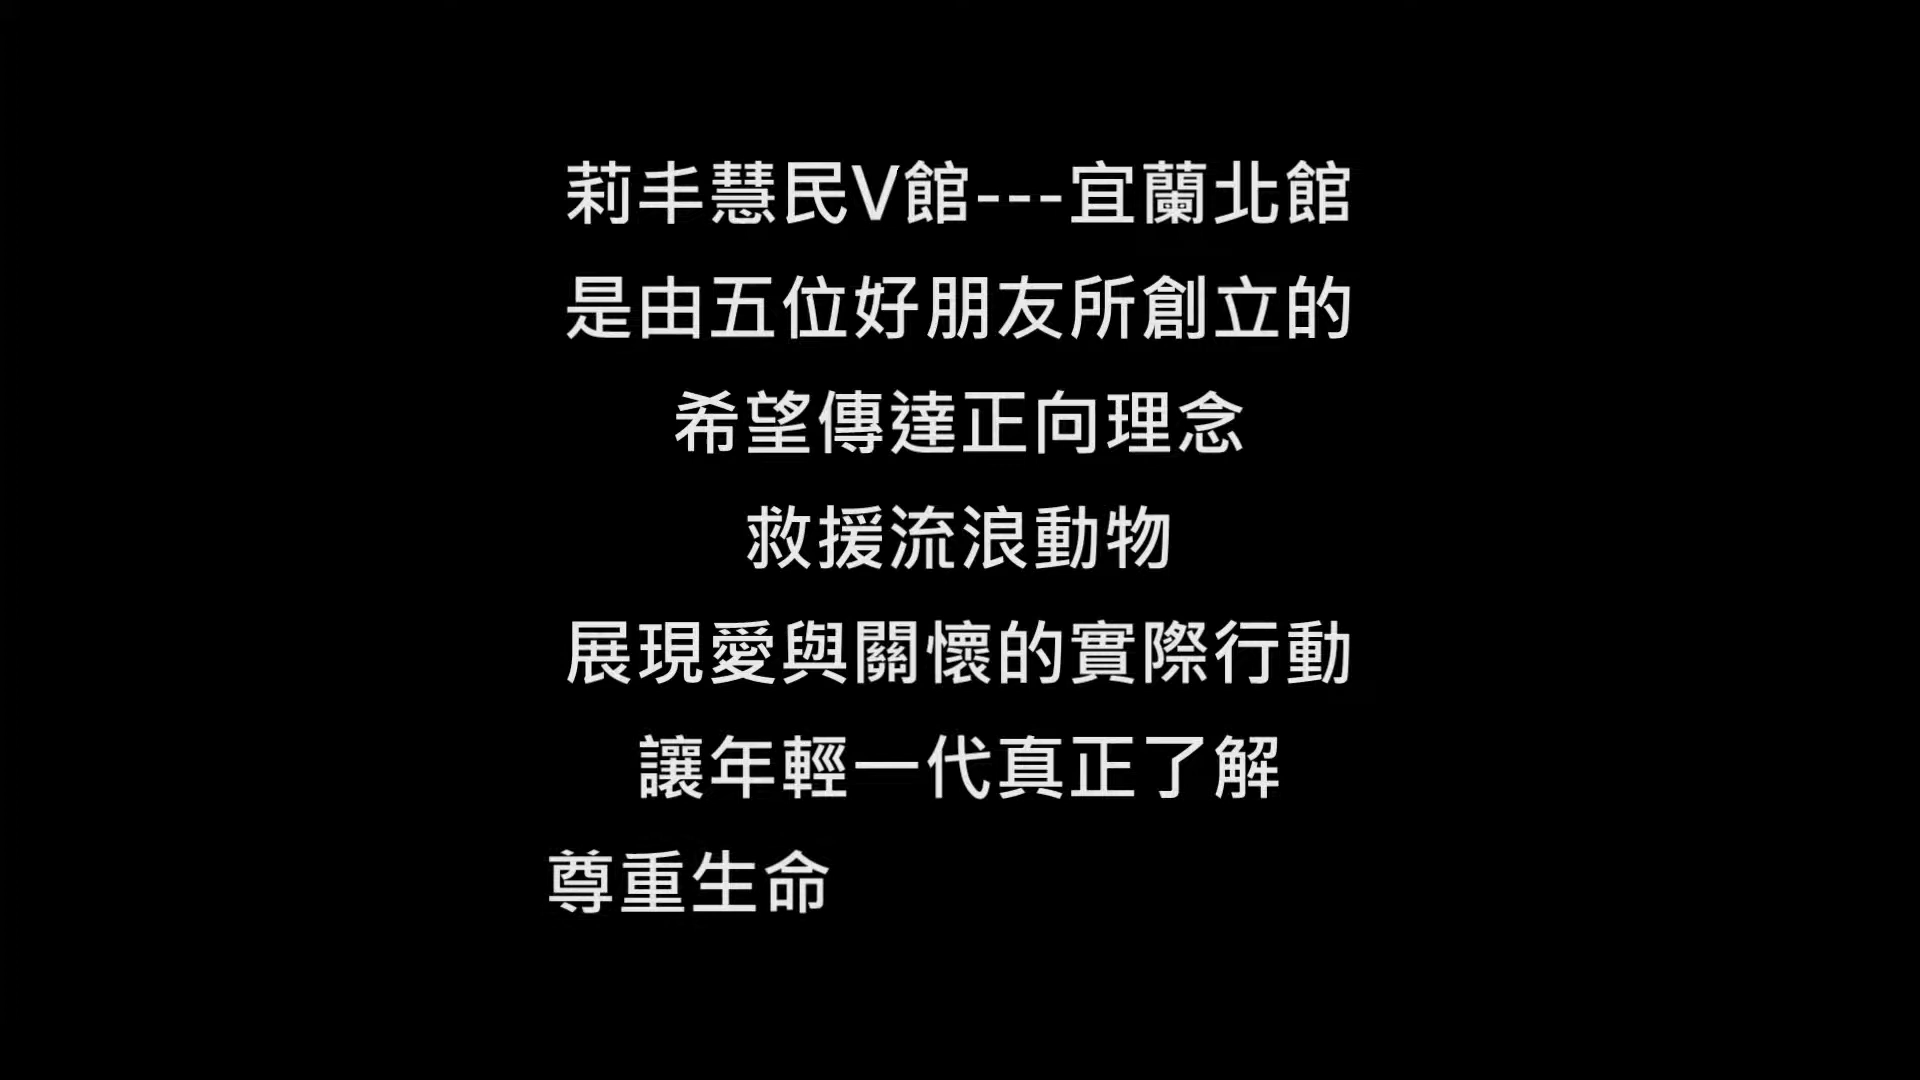 莉丰慧民V館---宜蘭北館
是由五位好朋友所創立的
希望傳達正向理念
救援流浪動物
展現愛與關懷的實際行動
讓年輕一代真正了解
尊重生命